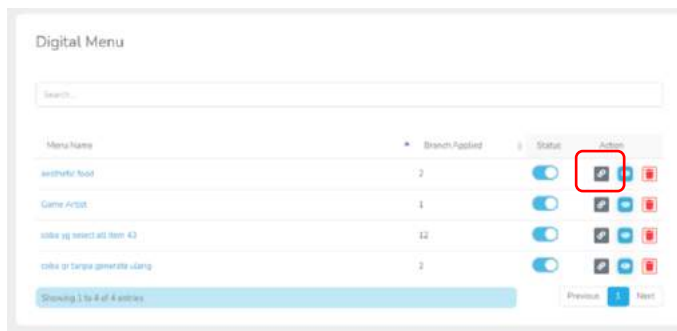 Digital Menu
Search...
Menu Name Branch Applied Status Action
aesthetic food 2
Game Artist 1
coba yg select all item 43 12
coba qr tanpa generate ulang 2
Showing 1 to 4 of 4 entries Previous 1 Next